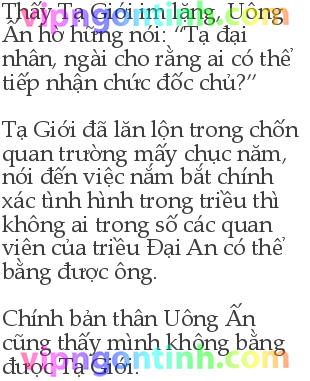 Thấy Tạ Giới im lặng, Uông
Ấn hờ hững nói: “Tạ đại
nhân, ngài cho rằng ai có thể
tiếp nhận chức đốc chủ?”
Tạ Giới đã lăn lộn trong chốn
quan trường mấy chục năm,
nói đến việc nắm bắt chính
xác tình hình trong triều thì
không ai trong số các quan
viên của triều Đại An có thể
bằng được ông.
Chính bản thân Uông Ấn
cũng thấy mình không bằng
được Tạ Giới.
vipngontinh.com
vipngontinh.com